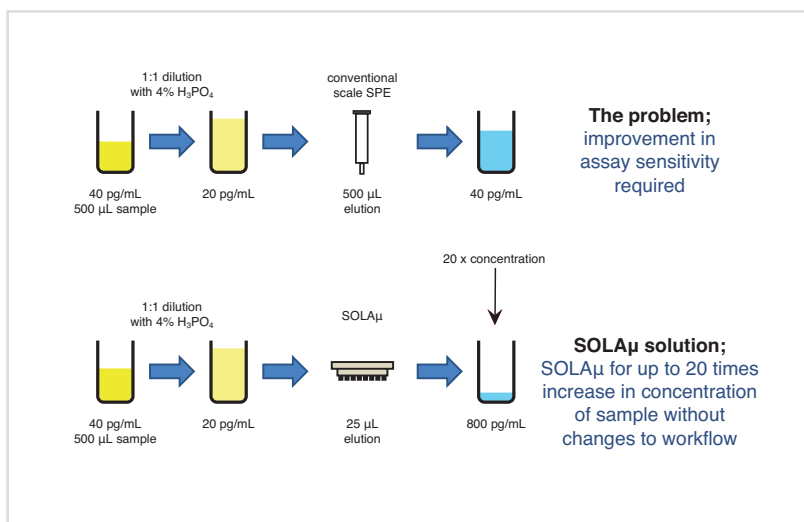 1:1 dilution
with 4% H₃PO₄
conventional
scale SPE
40 pg/mL
500 µL sample
20 pg/mL
500 µL
elution
40 pg/mL
The problem;
improvement in
assay sensitivity
required
20 x concentration
1:1 dilution
with 4% H₃PO₄
SOLAµ
40 pg/mL
500 µL sample
20 pg/mL
25 µL
elution
800 pg/mL
SOLAµ solution;
SOLAµ for up to 20 times
increase in concentration
of sample without
changes to workflow